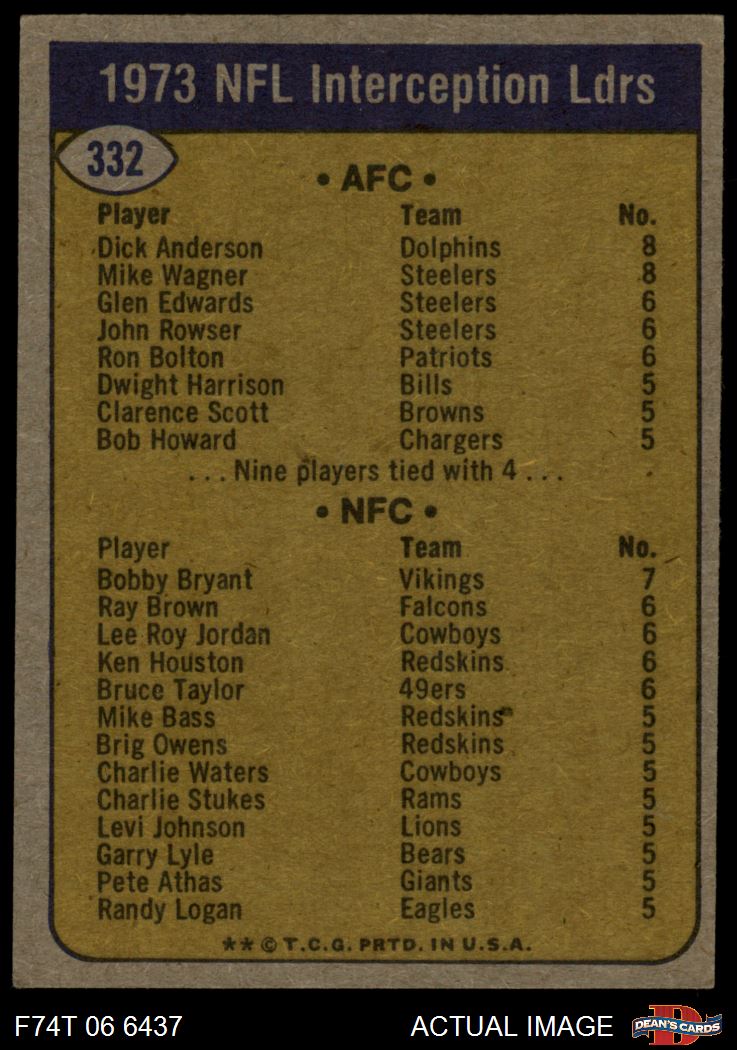 1973 NFL Interception Ldrs
332
• AFC •
Player Team No.
Dick Anderson Dolphins 8
Mike Wagner Steelers 8
Glen Edwards Steelers 6
John Rowser Steelers 6
Ron Bolton Patriots 6
Dwight Harrison Bills 5
Clarence Scott Browns 5
Bob Howard Chargers 5
. . . Nine players tied with 4 . . .
• NFC •
Player Team No.
Bobby Bryant Vikings 7
Ray Brown Falcons 6
Lee Roy Jordan Cowboys 6
Ken Houston Redskins 6
Bruce Taylor 49ers 6
Mike Bass Redskins 5
Brig Owens Redskins 5
Charlie Waters Cowboys 5
Charlie Stukes Rams 5
Levi Johnson Lions 5
Garry Lyle Bears 5
Pete Athas Giants 5
Randy Logan Eagles 5
** © T.C.G. PRTD. IN U.S.A.
F74T 06 6437 ACTUAL IMAGE D DEAN'S CARDS